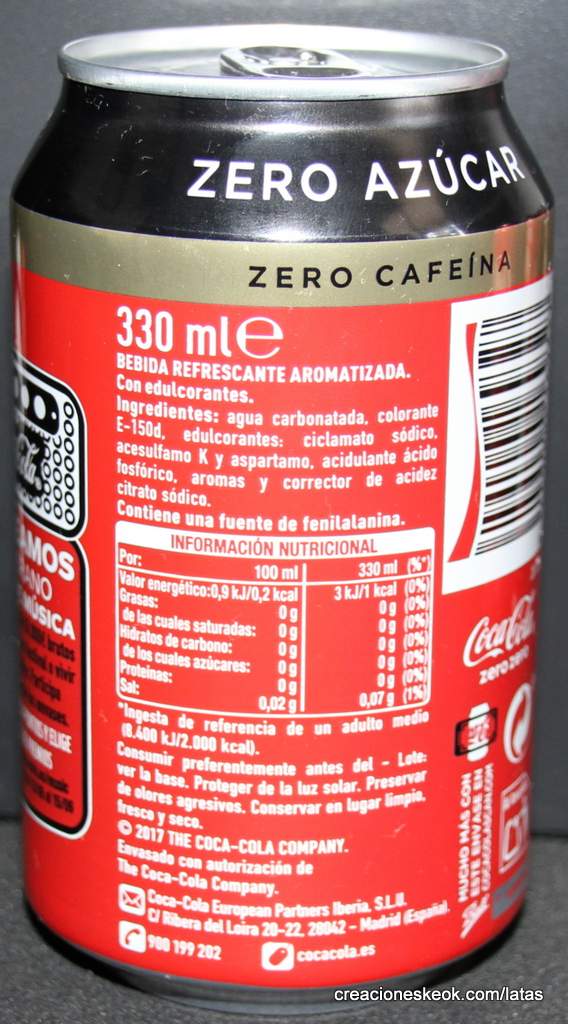 ZERO AZÚCAR
ZERO CAFEÍNA
330 ml e
BEBIDA REFRESCANTE AROMATIZADA.
Con edulcorantes.
Ingredientes: agua carbonatada, colorante
E-150d, edulcorantes: ciclamato sódico,
acesulfamo K y aspartamo, acidulante ácido
fosfórico, aromas y corrector de acidez
citrato sódico.
Contiene una fuente de fenilalanina.
INFORMACIÓN NUTRICIONAL
Por: 100 ml 330 ml (%*)
Valor energético: 0,9 kJ/0,2 kcal 3 kJ/1 kcal (0%)
Grasas: 0 g 0 g (0%)
de las cuales saturadas: 0 g 0 g (0%)
Hidratos de carbono: 0 g 0 g (0%)
de los cuales azúcares: 0 g 0 g (0%)
Proteínas: 0 g 0 g (0%)
Sal: 0,02 g 0,07 g (1%)
*Ingesta de referencia de un adulto medio
(8.400 kJ/2.000 kcal).
Consumir preferentemente antes del - Lote:
ver la base. Proteger de la luz solar. Preservar
de olores agresivos. Conservar en lugar limpio,
fresco y seco.
© 2017 THE COCA-COLA COMPANY.
Envasado con autorización de
The Coca-Cola Company.
Coca-Cola European Partners Iberia, S.L.U.
C/ Ribera del Loira 20-22, 28042 - Madrid (España).
900 199 202
cocacola.es
Coca-Cola
zero zero
MUCHO MÁS CON
ESTE ENVASE EN
MÚSICA
a vivir
creacioneskeok.com/latas